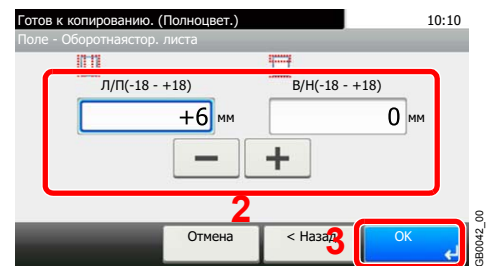 Готов к копированию. (Полноцвет.) 10:10
Поле - Оборотнаястор. листа
Л/П(-18 - +18) В/Н(-18 - +18)
+6 мм 0 мм
− +
2
Отмена < Назад 3 OK
GB0042_00